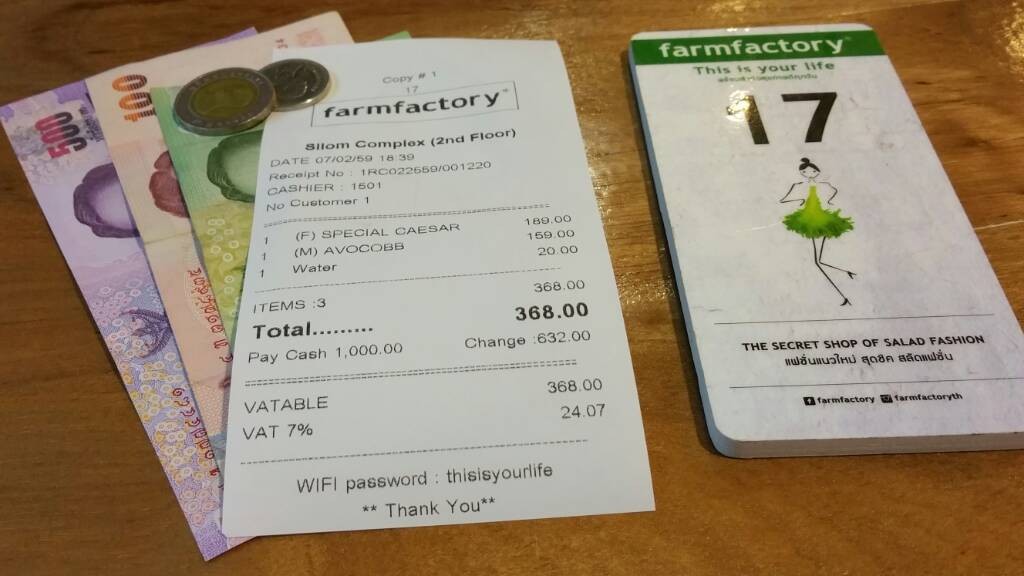 500
100
Copy # 1
17
farmfactory
Silom Complex (2nd Floor)
DATE 07/02/59 18:39
Receipt No : 1RC022559/001220
CASHIER : 1501
No Customer 1
1 (F) SPECIAL CAESAR 189.00
1 (M) AVOCOBB 159.00
1 Water 20.00
ITEMS :3 368.00
Total......... 368.00
Pay Cash 1,000.00 Change :632.00
VATABLE 368.00
VAT 7% 24.07
WIFI password : thisisyourlife
** Thank You**
farmfactory
This is your life
17
THE SECRET SHOP OF SALAD FASHION
แฟชั่นแนวใหม่ สุดชิค สลัดแฟชั่น
farmfactory farmfactoryth